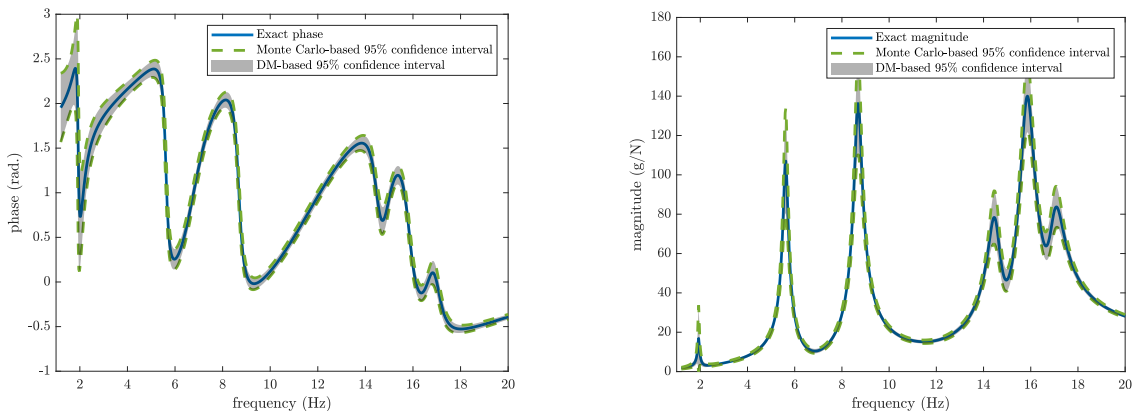 Exact phase
Monte Carlo-based 95% confidence interval
DM-based 95% confidence interval
3
2.5
2
1.5
1
0.5
0
-0.5
-1
phase (rad.)
2 4 6 8 10 12 14 16 18 20
frequency (Hz)
Exact magnitude
Monte Carlo-based 95% confidence interval
DM-based 95% confidence interval
180
160
140
120
100
80
60
40
20
0
magnitude (g/N)
2 4 6 8 10 12 14 16 18 20
frequency (Hz)